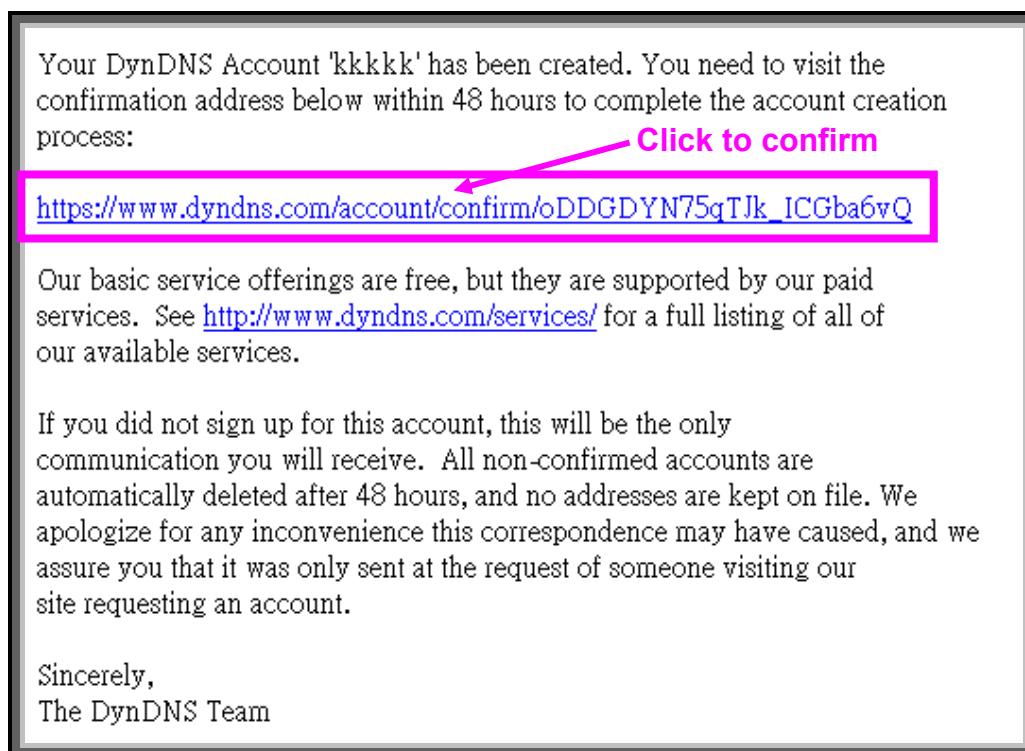 Your DynDNS Account 'kkkkk' has been created. You need to visit the
confirmation address below within 48 hours to complete the account creation
process:
Click to confirm
https://www.dyndns.com/account/confirm/oDDGDYN75qTJk_ICGba6vQ
Our basic service offerings are free, but they are supported by our paid
services.  See http://www.dyndns.com/services/ for a full listing of all of
our available services.
If you did not sign up for this account, this will be the only
communication you will receive.  All non-confirmed accounts are
automatically deleted after 48 hours, and no addresses are kept on file. We
apologize for any inconvenience this correspondence may have caused, and we
assure you that it was only sent at the request of someone visiting our
site requesting an account.
Sincerely,
The DynDNS Team